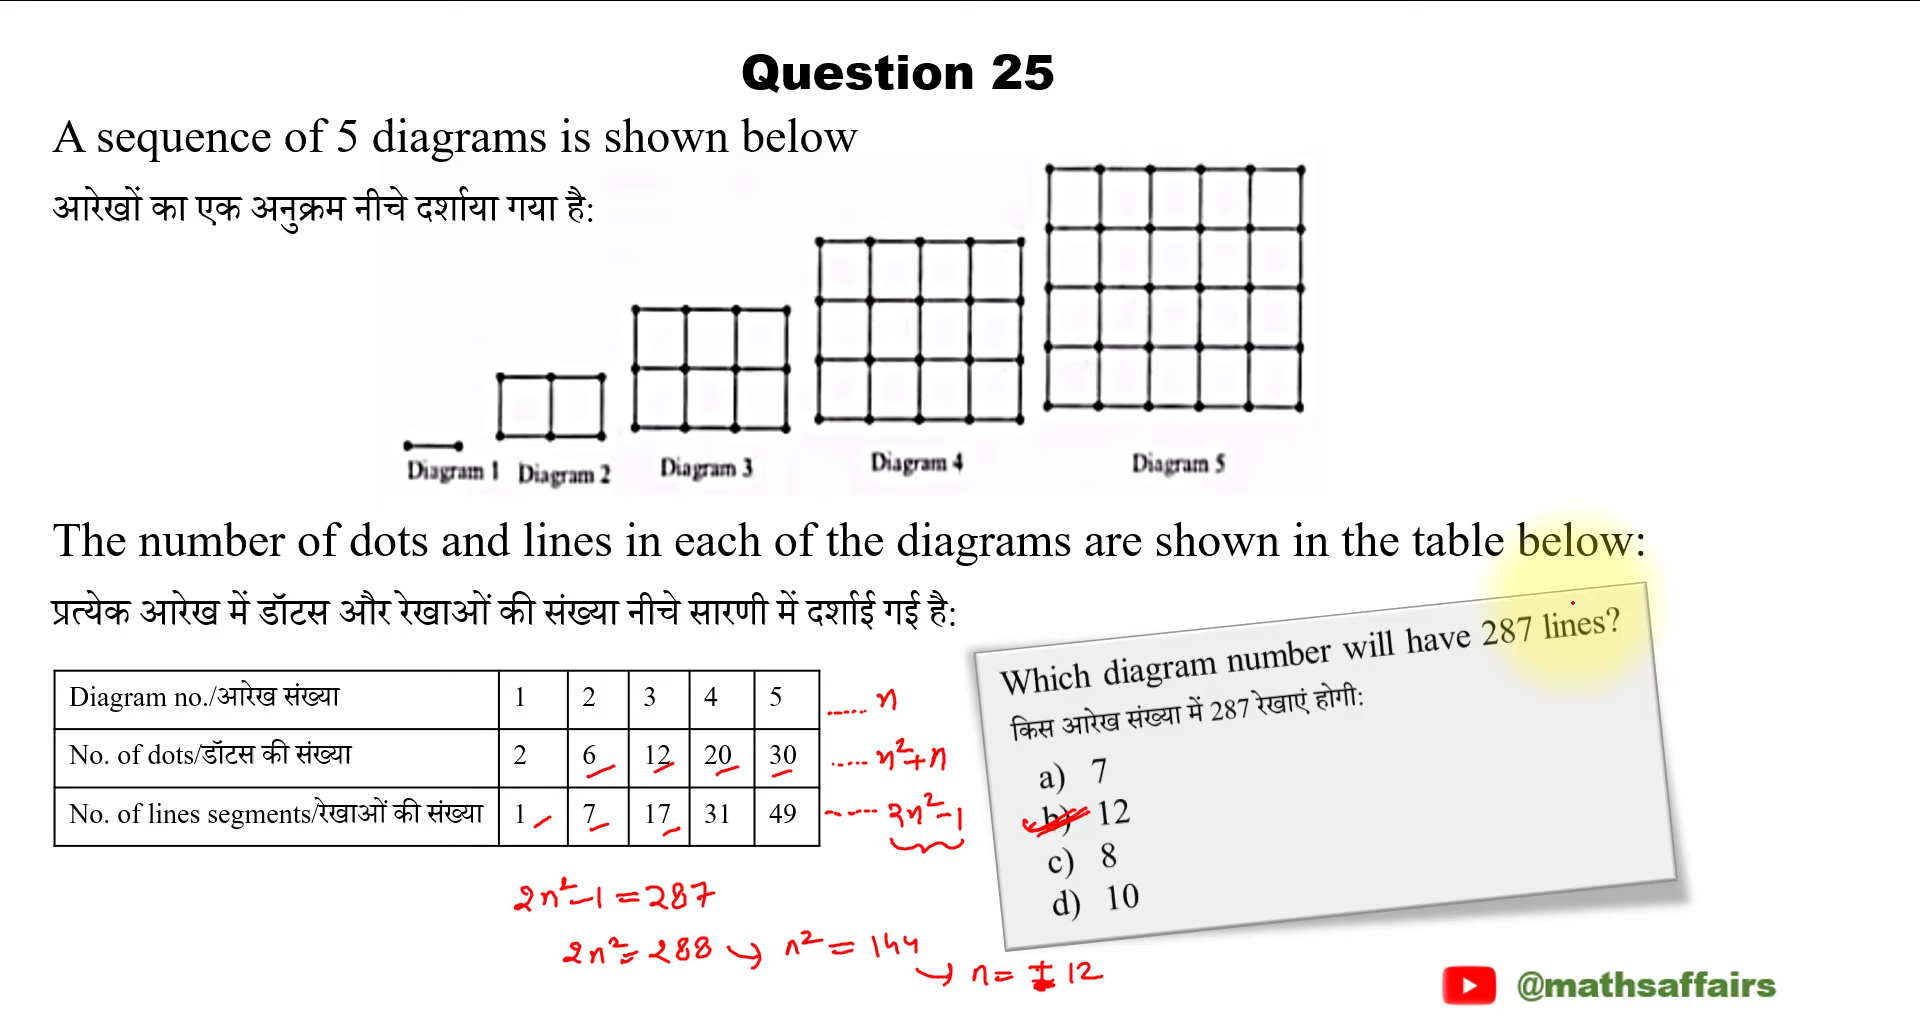 Question 25
A sequence of 5 diagrams is shown below
आरेखों का एक अनुक्रम नीचे दर्शाया गया है:
Diagram 1
Diagram 2
Diagram 3
Diagram 4
Diagram 5
The number of dots and lines in each of the diagrams are shown in the table below:
प्रत्येक आरेख में डॉटस और रेखाओं की संख्या नीचे सारणी में दर्शाई गई है:
Diagram no./आरेख संख्या 1 2 3 4 5 ...... n
No. of dots/डॉटस की संख्या 2 6 12 20 30 ..... n²+n
No. of lines segments/रेखाओं की संख्या 1 7 17 31 49 ---- 2n²-1
2n²-1=287
2n²=288 → n²=144
→ n=±12
Which diagram number will have 287 lines?
किस आरेख संख्या में 287 रेखाएं होगी:
a) 7
b) 12
c) 8
d) 10
@mathsaffairs